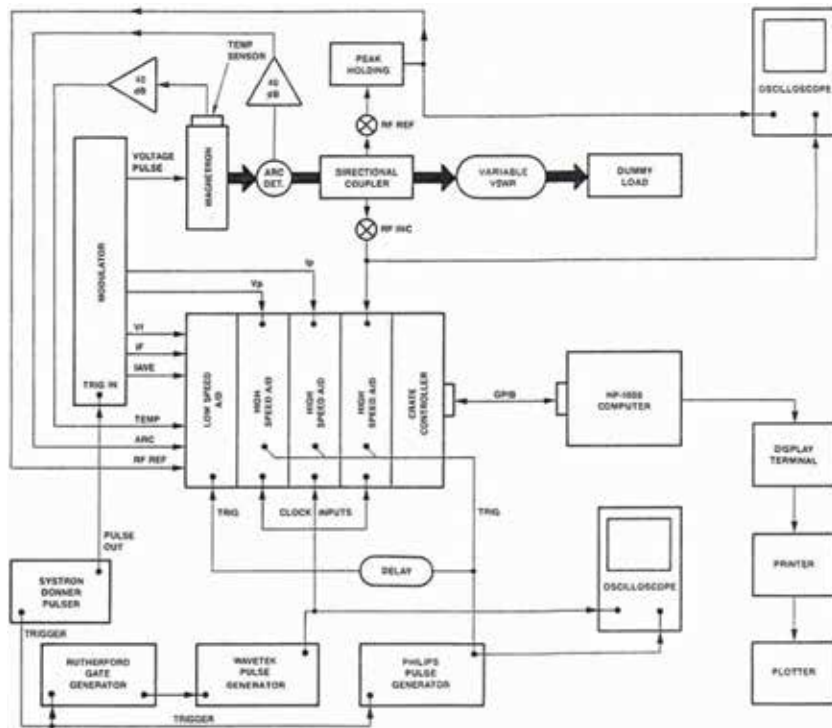 TEMP
SENSOR
40
dB
40
dB
PEAK
HOLDING
OSCILLOSCOPE
RF REF
VOLTAGE
PULSE
MAGNETRON
ARC
DET.
DIRECTIONAL
COUPLER
VARIABLE
VSWR
DUMMY
LOAD
RF INC
MODULATOR
Ip
Vp
Vf
IF
IAVE
TRIG IN
LOW SPEED
A/D
HIGH
SPEED A/D
HIGH
SPEED A/D
HIGH
SPEED A/D
CRATE
CONTROLLER
GPIB
COMPUTER
TEMP
ARC
RF REF
DISPLAY
TERMINAL
TRIG
CLOCK INPUTS
TRIG
PULSE
OUT
DELAY
OSCILLOSCOPE
PRINTER
SYSTRON
DONNER
PULSER
TRIGGER
RUTHERFORD
GATE
GENERATOR
WAVETEK
PULSE
GENERATOR
PHILIPS
PULSE
GENERATOR
PLOTTER
TRIGGER